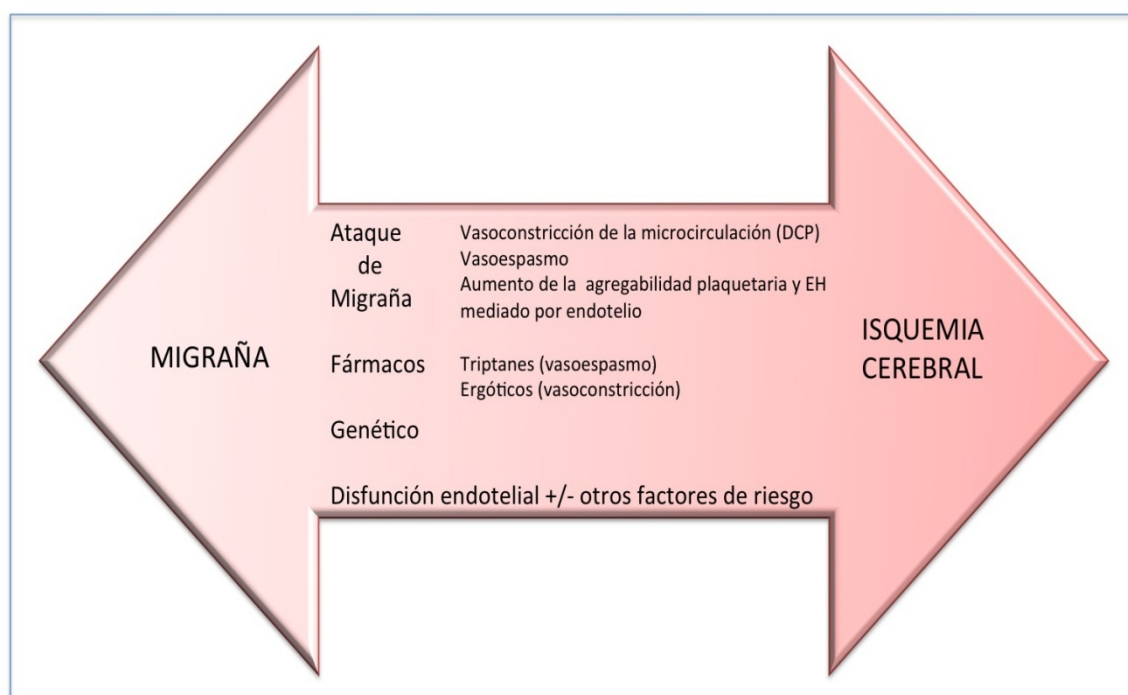 MIGRAÑA
Ataque
de
Migraña
Vasoconstricción de la microcirculación (DCP)
Vasoespasmo
Aumento de la agregabilidad plaquetaria y EH
mediado por endotelio
Fármacos
Triptanes (vasoespasmo)
Ergóticos (vasoconstricción)
Genético
Disfunción endotelial +/- otros factores de riesgo
ISQUEMIA
CEREBRAL